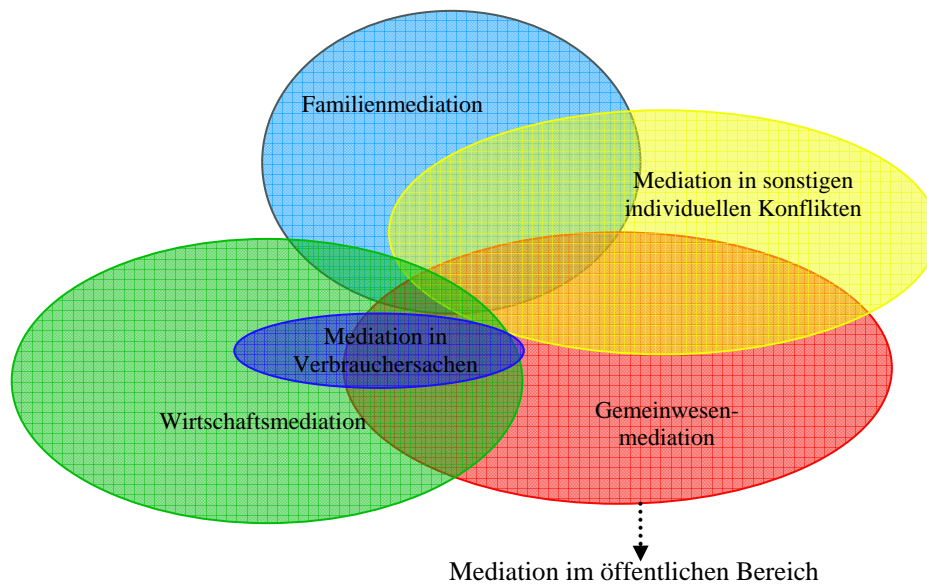 Familienmediation
Mediation in sonstigen
individuellen Konflikten
Mediation in
Verbrauchersachen
Wirtschaftsmediation
Gemeinwesen-
mediation
Mediation im öffentlichen Bereich